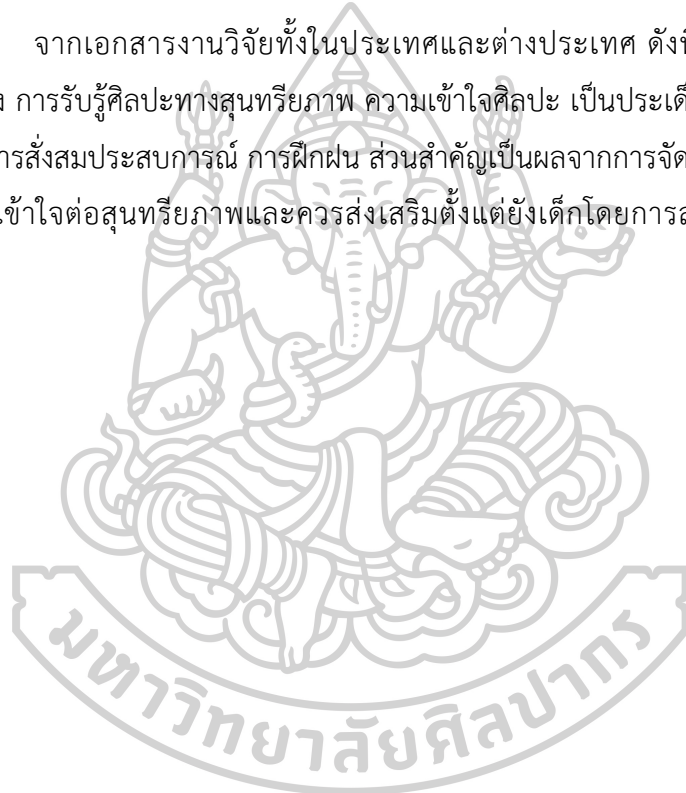 จากเอกสารงานวิจัยทั้งในประเทศและต่างประเทศ ดังที
การรับรู้ศิลปะทางสุนทรียภาพ ความเข้าใจศิลปะ เป็นประเด็
ารสั่งสมประสบการณ์ การฝึกฝน ส่วนสำคัญเป็นผลจากการจัด
เข้าใจต่อสุนทรียภาพและควรส่งเสริมตั้งแต่ยังเด็กโดยการส
มหาวิทยาลัยศิลปากร